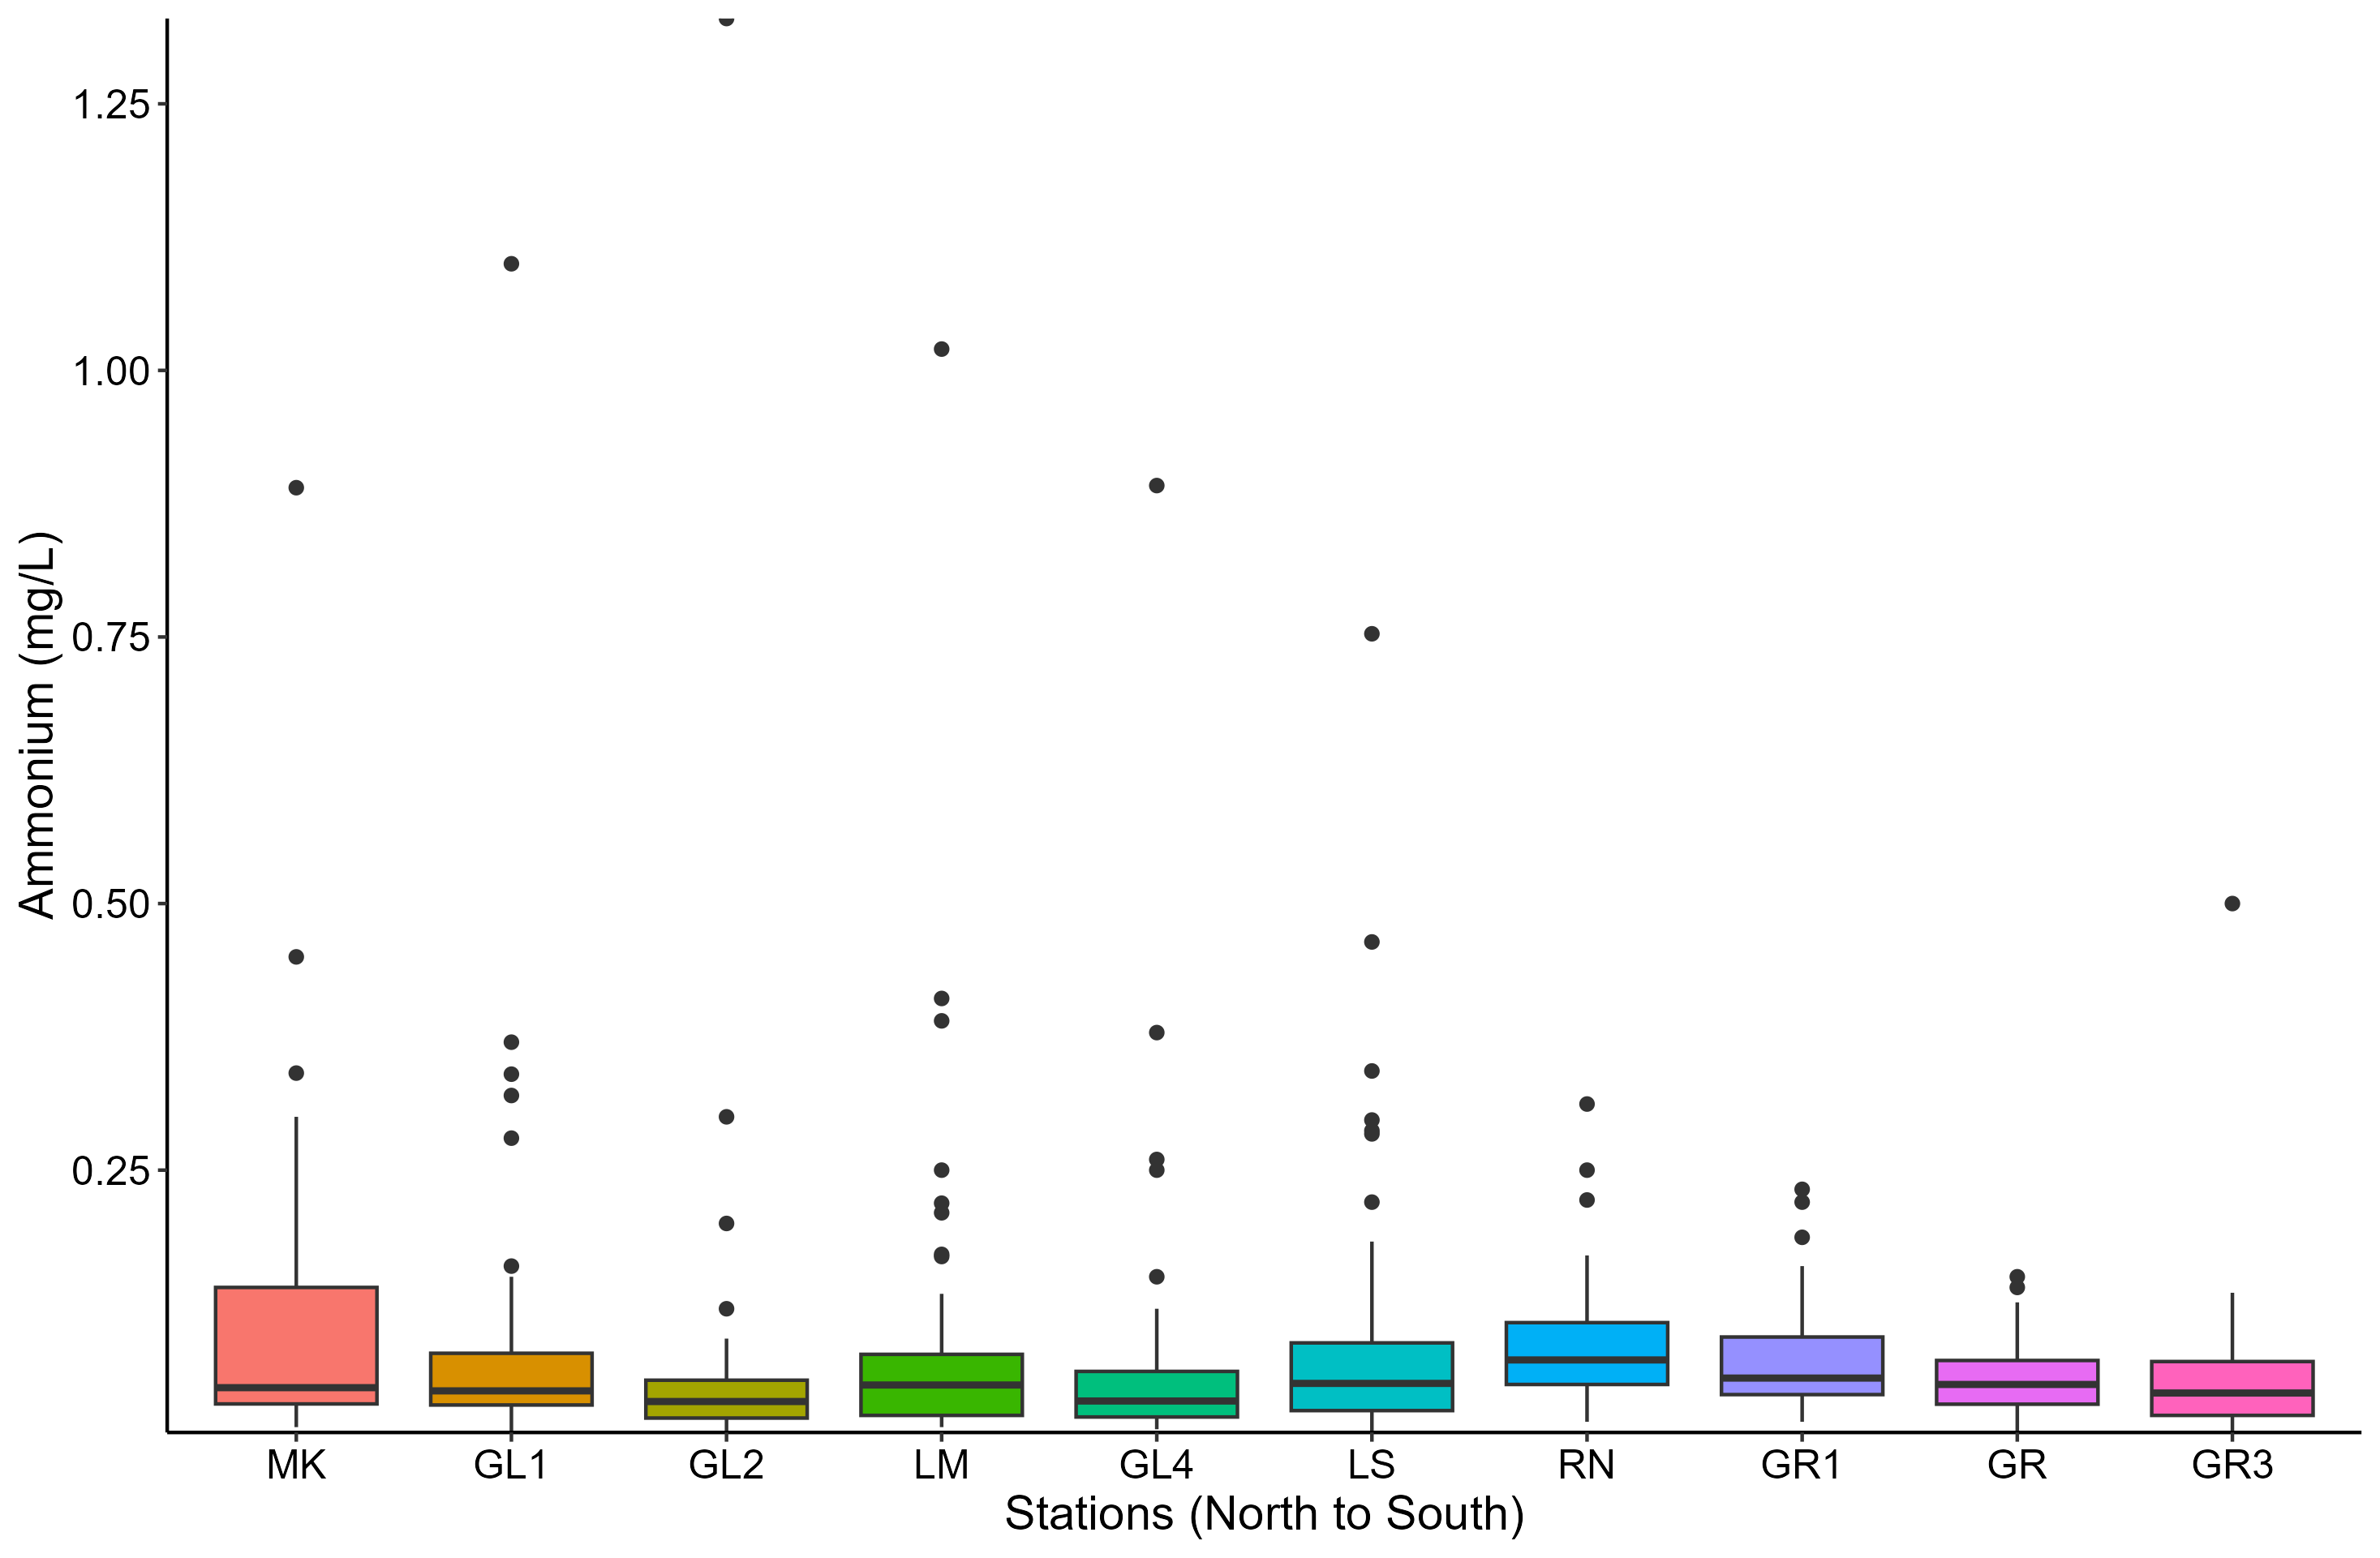 Ammonium (mg/L)
1.25
1.00
0.75
0.50
0.25
MK GL1 GL2 LM GL4 LS RN GR1 GR GR3
Stations (North to South)